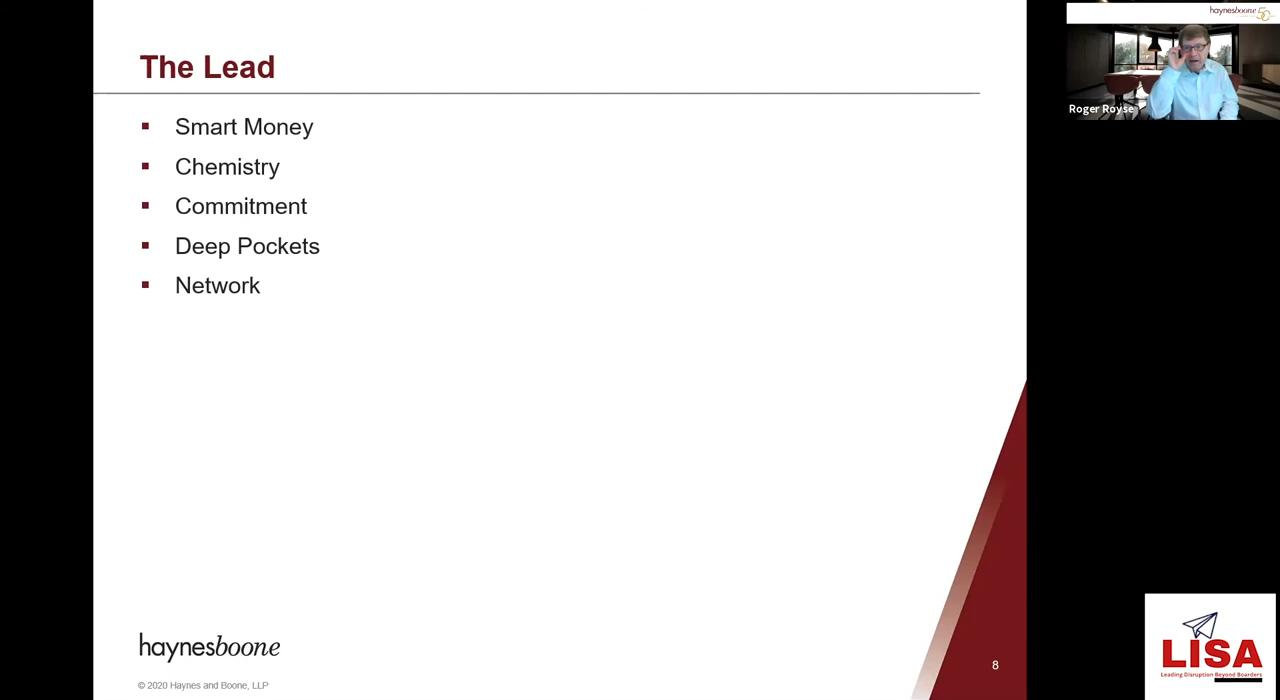 The Lead
Smart Money
Chemistry
Commitment
Deep Pockets
Network
haynesboone
© 2020 Haynes and Boone, LLP
8
haynesboone 50
Roger Royse
LISA
Leading Disruption Beyond Boarders